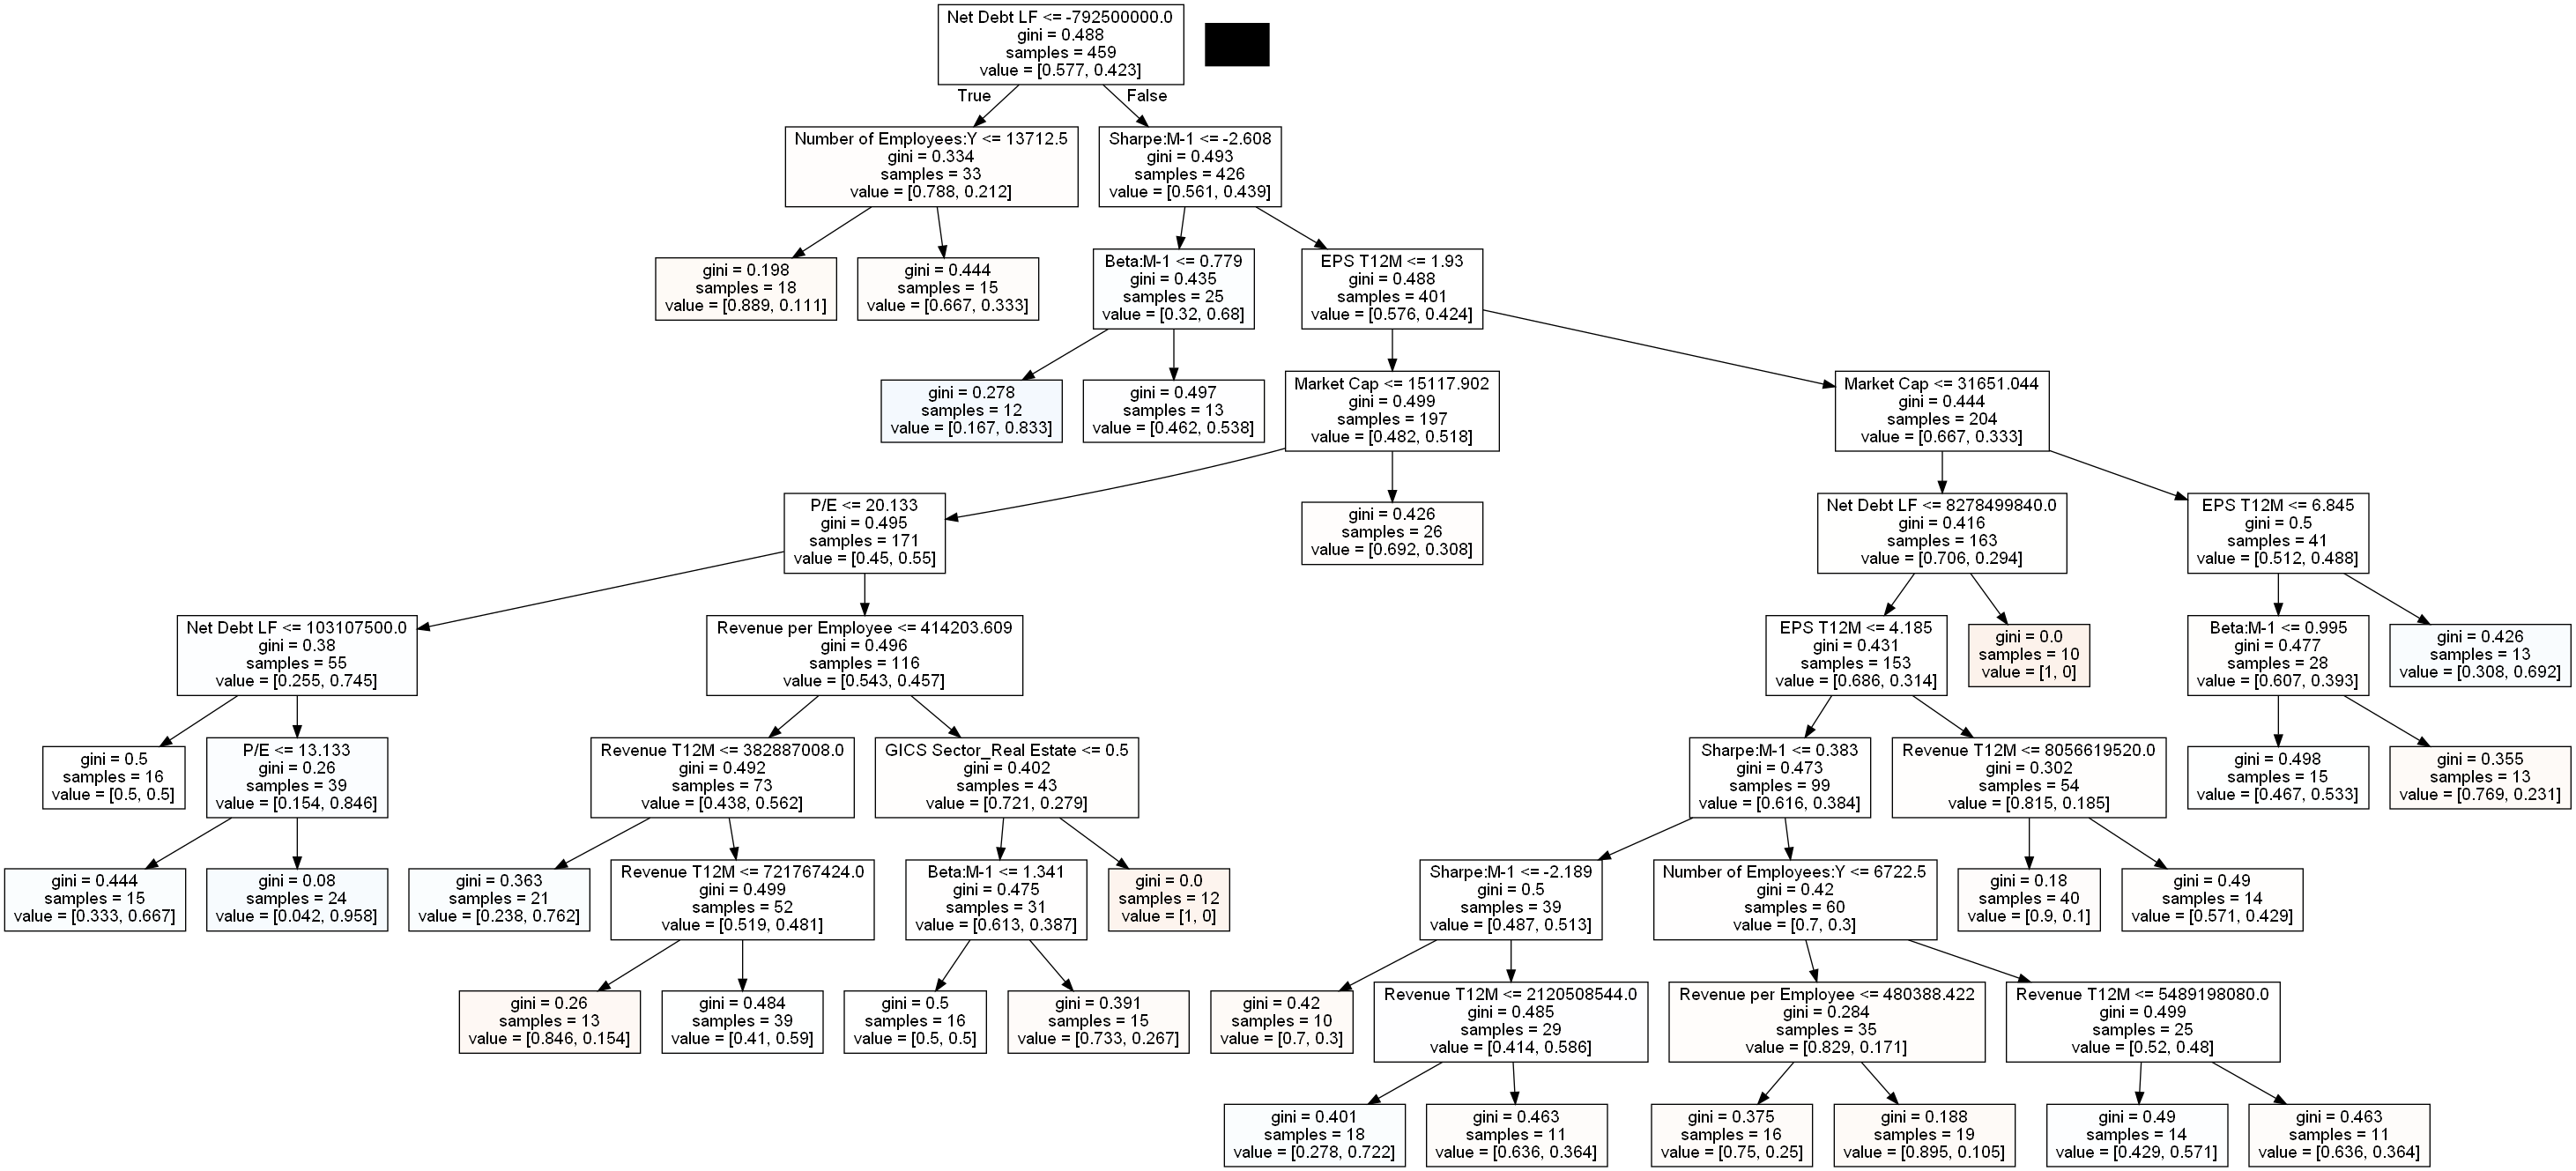 Net Debt LF <= -792500000.0
gini = 0.488
samples = 459
value = [0.577, 0.423]
True
False
Number of Employees:Y <= 13712.5
gini = 0.334
samples = 33
value = [0.788, 0.212]
Sharpe:M-1 <= -2.608
gini = 0.493
samples = 426
value = [0.561, 0.439]
gini = 0.198
samples = 18
value = [0.889, 0.111]
gini = 0.444
samples = 15
value = [0.667, 0.333]
Beta:M-1 <= 0.779
gini = 0.435
samples = 25
value = [0.32, 0.68]
EPS T12M <= 1.93
gini = 0.488
samples = 401
value = [0.576, 0.424]
gini = 0.278
samples = 12
value = [0.167, 0.833]
gini = 0.497
samples = 13
value = [0.462, 0.538]
Market Cap <= 15117.902
gini = 0.499
samples = 197
value = [0.482, 0.518]
Market Cap <= 31651.044
gini = 0.444
samples = 204
value = [0.667, 0.333]
P/E <= 20.133
gini = 0.495
samples = 171
value = [0.45, 0.55]
gini = 0.426
samples = 26
value = [0.692, 0.308]
Net Debt LF <= 8278499840.0
gini = 0.416
samples = 163
value = [0.706, 0.294]
EPS T12M <= 6.845
gini = 0.5
samples = 41
value = [0.512, 0.488]
Net Debt LF <= 103107500.0
gini = 0.38
samples = 55
value = [0.255, 0.745]
Revenue per Employee <= 414203.609
gini = 0.496
samples = 116
value = [0.543, 0.457]
EPS T12M <= 4.185
gini = 0.431
samples = 153
value = [0.686, 0.314]
gini = 0.0
samples = 10
value = [1, 0]
Beta:M-1 <= 0.995
gini = 0.477
samples = 28
value = [0.607, 0.393]
gini = 0.426
samples = 13
value = [0.308, 0.692]
gini = 0.5
samples = 16
value = [0.5, 0.5]
P/E <= 13.133
gini = 0.26
samples = 39
value = [0.154, 0.846]
Revenue T12M <= 382887008.0
gini = 0.492
samples = 73
value = [0.438, 0.562]
GICS Sector_Real Estate <= 0.5
gini = 0.402
samples = 43
value = [0.721, 0.279]
Sharpe:M-1 <= 0.383
gini = 0.473
samples = 99
value = [0.616, 0.384]
Revenue T12M <= 8056619520.0
gini = 0.302
samples = 54
value = [0.815, 0.185]
gini = 0.498
samples = 15
value = [0.467, 0.533]
gini = 0.355
samples = 13
value = [0.769, 0.231]
gini = 0.444
samples = 15
value = [0.333, 0.667]
gini = 0.08
samples = 24
value = [0.042, 0.958]
gini = 0.363
samples = 21
value = [0.238, 0.762]
Revenue T12M <= 721767424.0
gini = 0.499
samples = 52
value = [0.519, 0.481]
Beta:M-1 <= 1.341
gini = 0.475
samples = 31
value = [0.613, 0.387]
gini = 0.0
samples = 12
value = [1, 0]
Sharpe:M-1 <= -2.189
gini = 0.5
samples = 39
value = [0.487, 0.513]
Number of Employees:Y <= 6722.5
gini = 0.42
samples = 60
value = [0.7, 0.3]
gini = 0.18
samples = 40
value = [0.9, 0.1]
gini = 0.49
samples = 14
value = [0.571, 0.429]
gini = 0.26
samples = 13
value = [0.846, 0.154]
gini = 0.484
samples = 39
value = [0.41, 0.59]
gini = 0.5
samples = 16
value = [0.5, 0.5]
gini = 0.391
samples = 15
value = [0.733, 0.267]
gini = 0.42
samples = 10
value = [0.7, 0.3]
Revenue T12M <= 2120508544.0
gini = 0.485
samples = 29
value = [0.414, 0.586]
Revenue per Employee <= 480388.422
gini = 0.284
samples = 35
value = [0.829, 0.171]
Revenue T12M <= 5489198080.0
gini = 0.499
samples = 25
value = [0.52, 0.48]
gini = 0.401
samples = 18
value = [0.278, 0.722]
gini = 0.463
samples = 11
value = [0.636, 0.364]
gini = 0.375
samples = 16
value = [0.75, 0.25]
gini = 0.188
samples = 19
value = [0.895, 0.105]
gini = 0.49
samples = 14
value = [0.429, 0.571]
gini = 0.463
samples = 11
value = [0.636, 0.364]